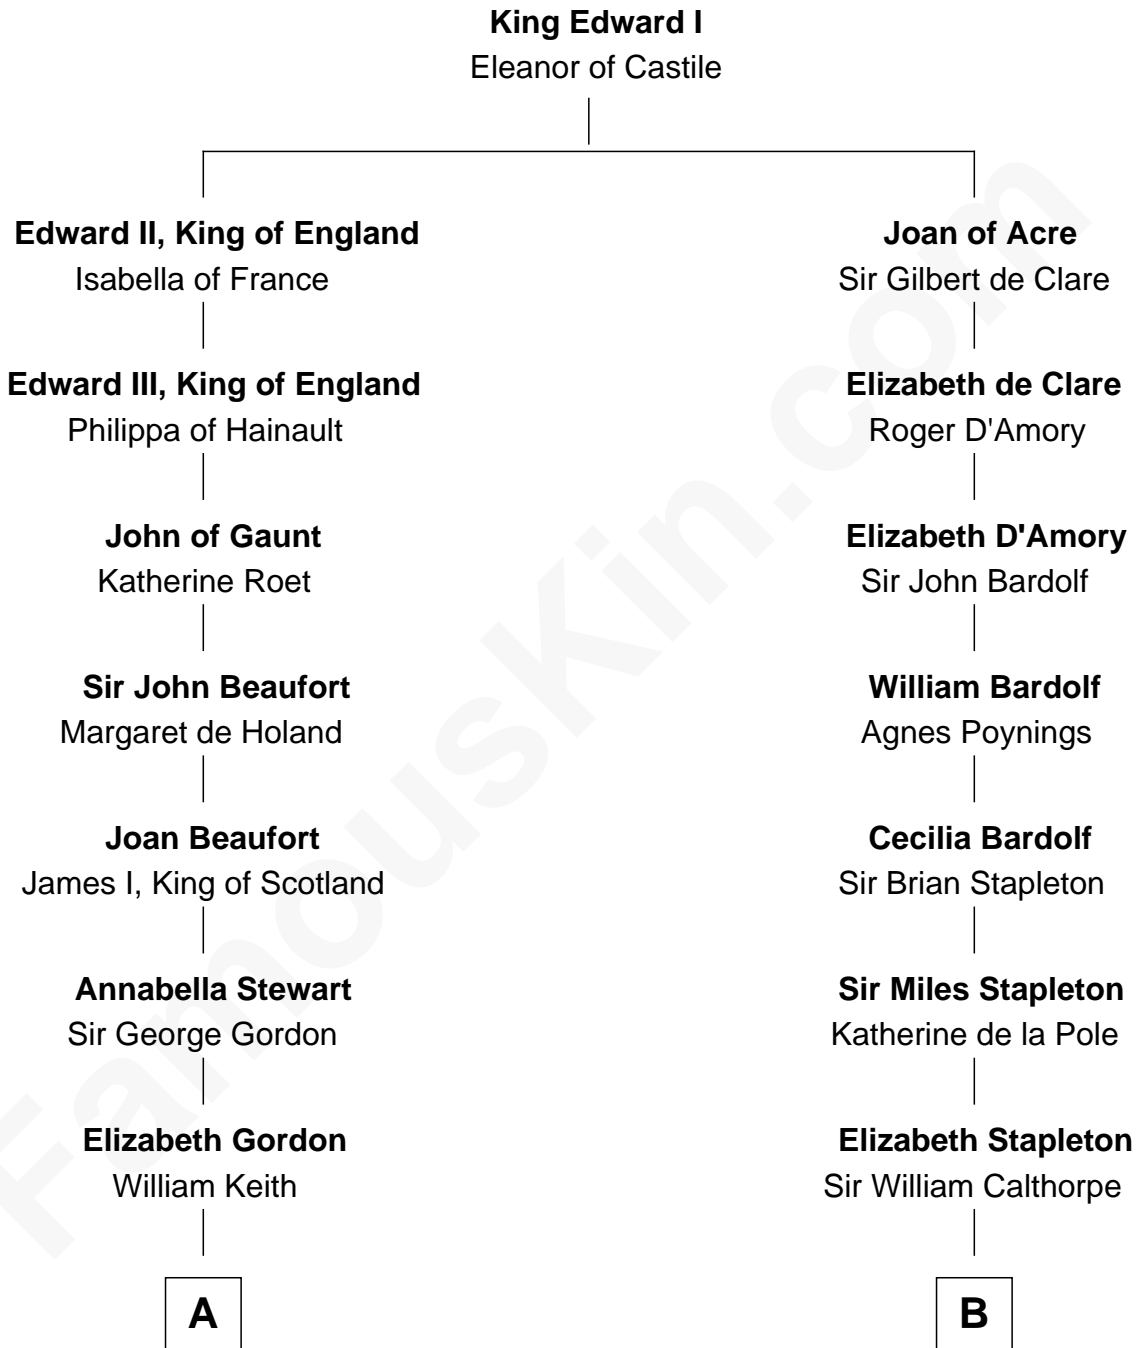 King Edward I
Eleanor of Castile
Edward II, King of England
Isabella of France
Joan of Acre
Sir Gilbert de Clare
Edward III, King of England
Philippa of Hainault
Elizabeth de Clare
Roger D'Amory
John of Gaunt
Katherine Roet
Elizabeth D'Amory
Sir John Bardolf
Sir John Beaufort
Margaret de Holand
William Bardolf
Agnes Poynings
Joan Beaufort
James I, King of Scotland
Cecilia Bardolf
Sir Brian Stapleton
Annabella Stewart
Sir George Gordon
Sir Miles Stapleton
Katherine de la Pole
Elizabeth Gordon
William Keith
Elizabeth Stapleton
Sir William Calthorpe
A
B
FamousKin.com